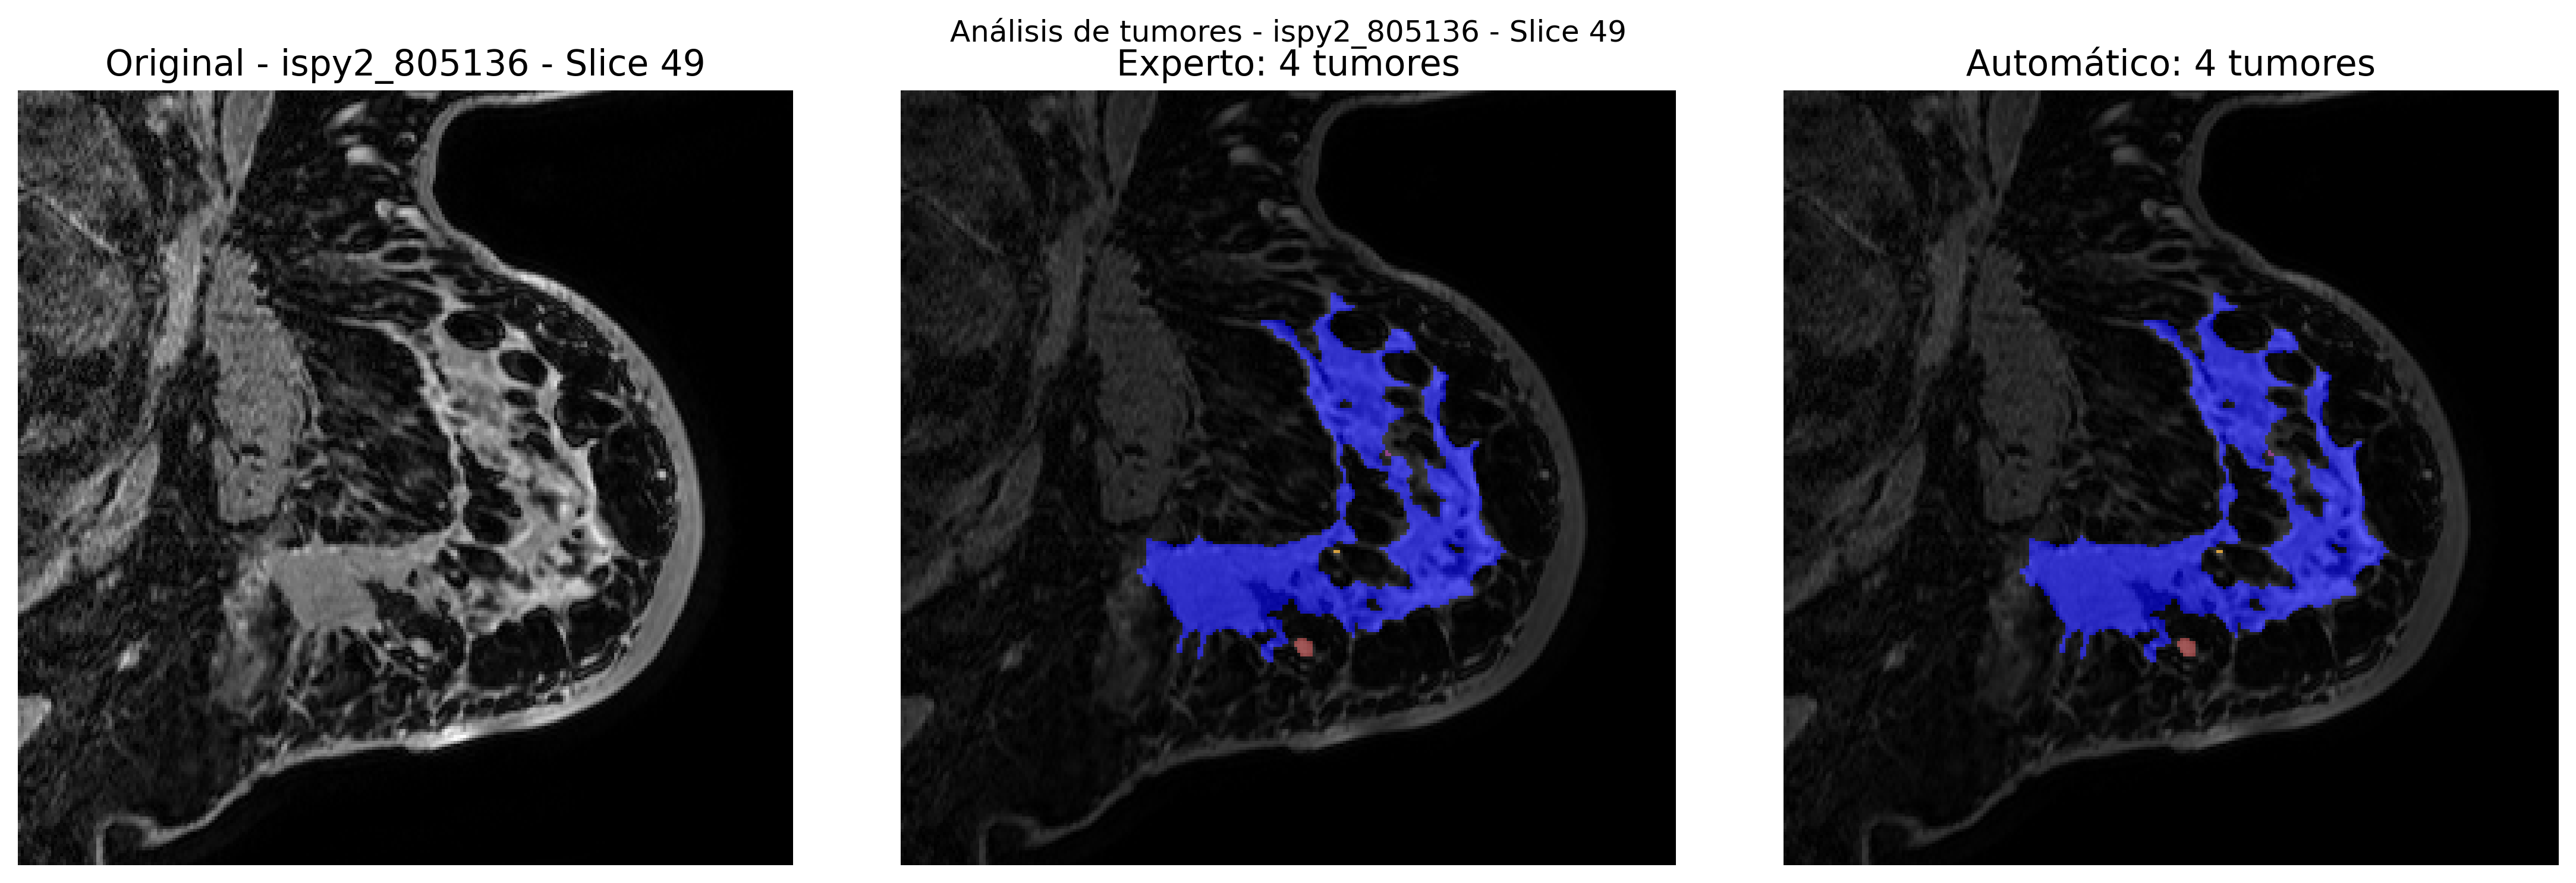 Análisis de tumores - ispy2_805136 - Slice 49
Original - ispy2_805136 - Slice 49
Experto: 4 tumores
Automático: 4 tumores